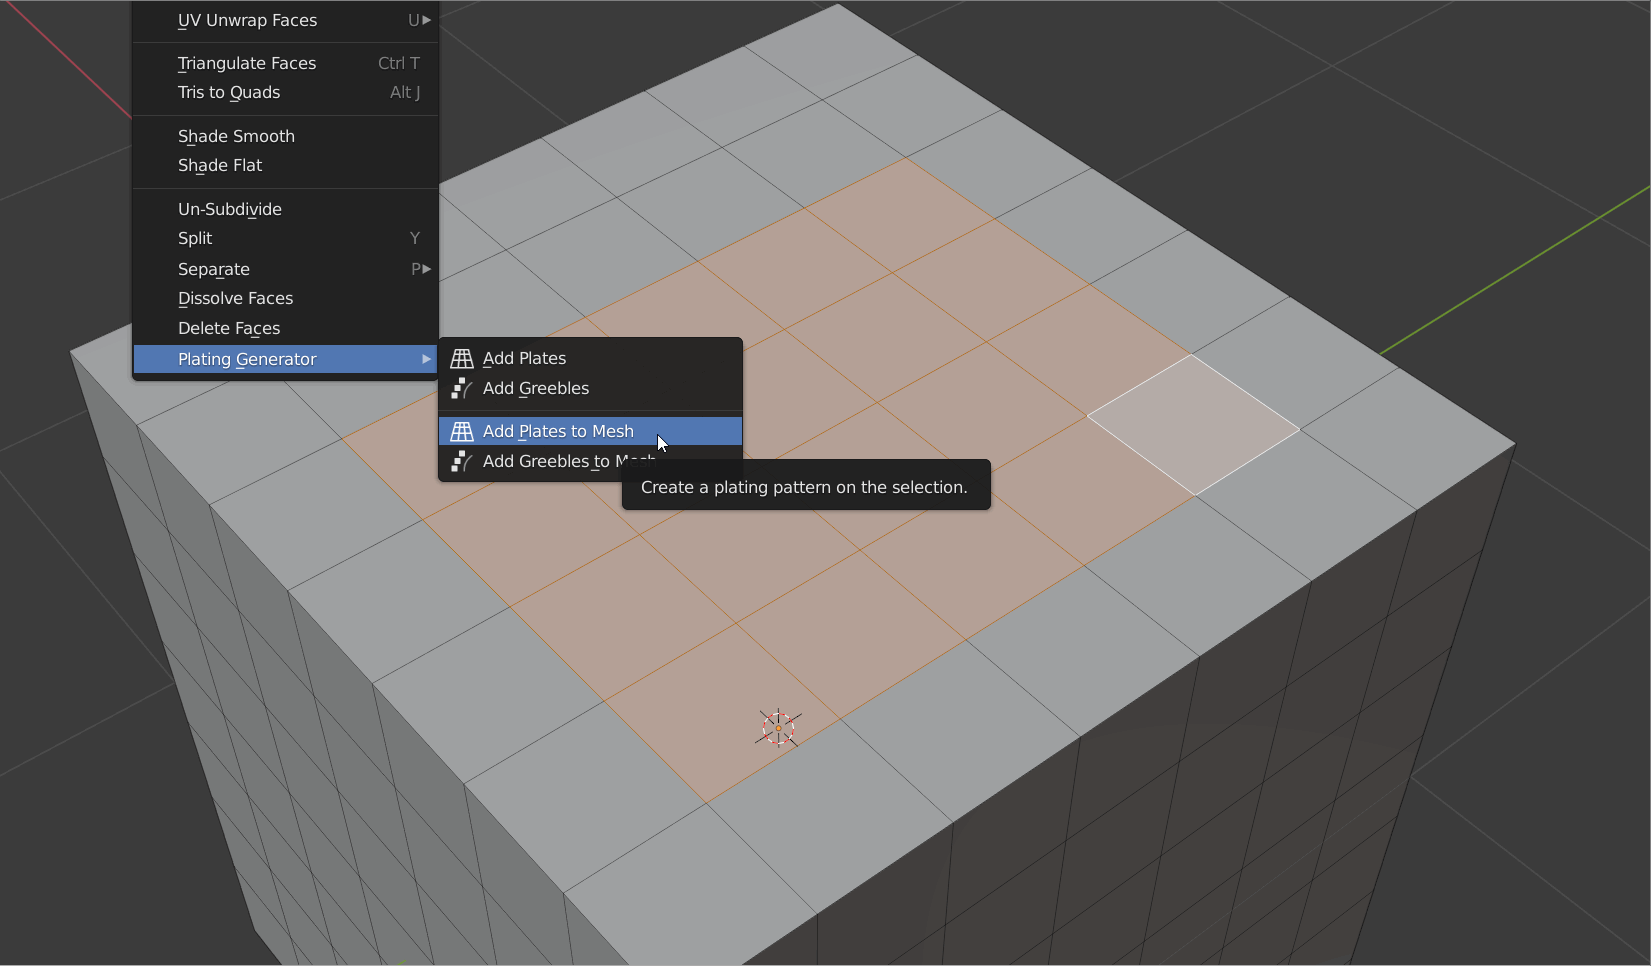 UV Unwrap Faces U
Triangulate Faces Ctrl T
Tris to Quads Alt J
Shade Smooth
Shade Flat
Un-Subdivide
Split Y
Separate P
Dissolve Faces
Delete Faces
Plating Generator
Add Plates
Add Greebles
Add Plates to Mesh
Add Greebles to Mesh
Create a plating pattern on the selection.